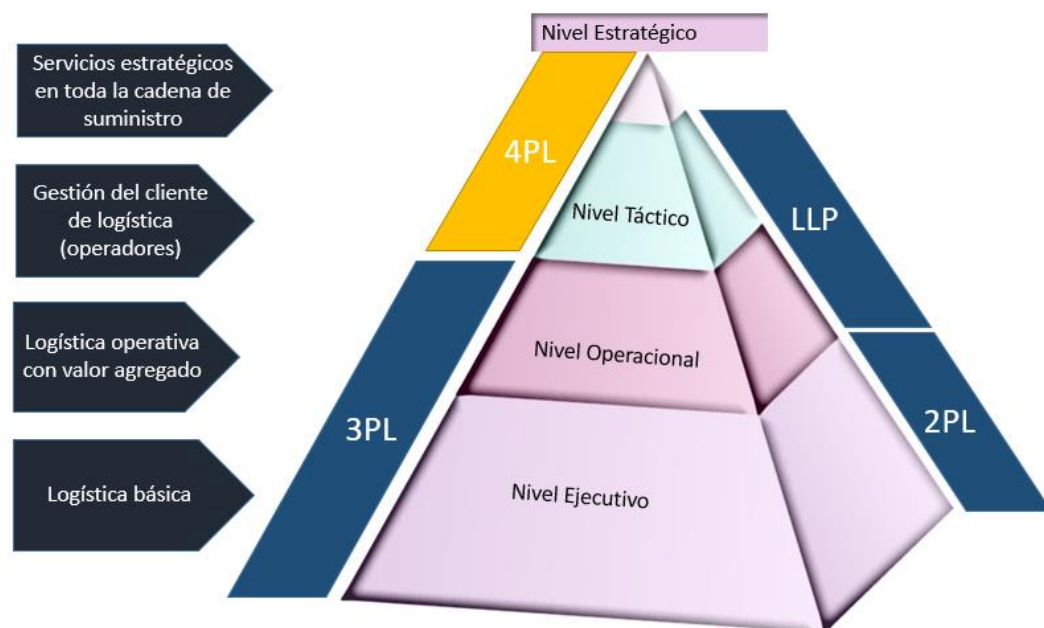 Nivel Estratégico
Servicios estratégicos
en toda la cadena de
suministro
4PL
Gestión del cliente
de logística
(operadores)
Nivel Táctico
LLP
Logística operativa
con valor agregado
Nivel Operacional
3PL
2PL
Logística básica
Nivel Ejecutivo